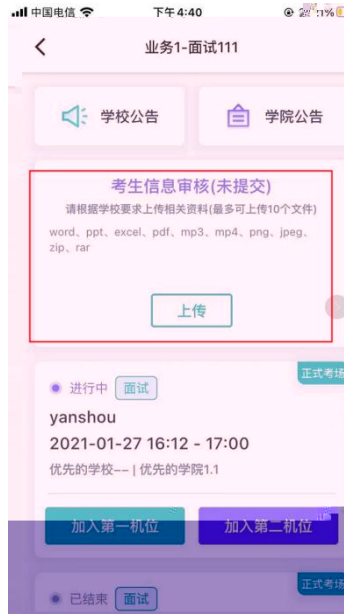 中国电信 下午4:40
业务1-面试111
学校公告 学院公告
考生信息审核(未提交)
请根据学校要求上传相关资料(最多可上传10个文件)
word、ppt、excel、pdf、mp3、mp4、png、jpeg、
zip、rar
上传
正式考场
进行中 面试
yanshou
2021-01-27 16:12 - 17:00
优先的学校-- | 优先的学院1.1
加入第一机位 加入第二机位
正式考场
已结束 面试